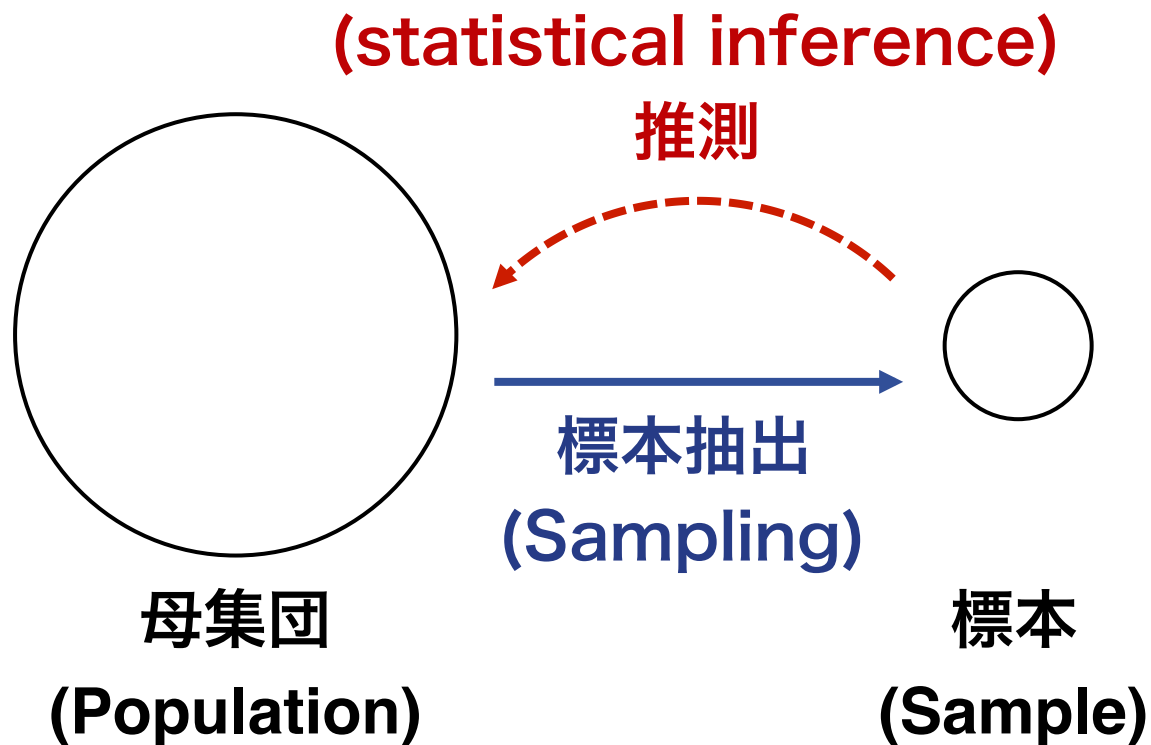 (statistical inference)
推測
標本抽出
(Sampling)
母集団
(Population)
標本
(Sample)